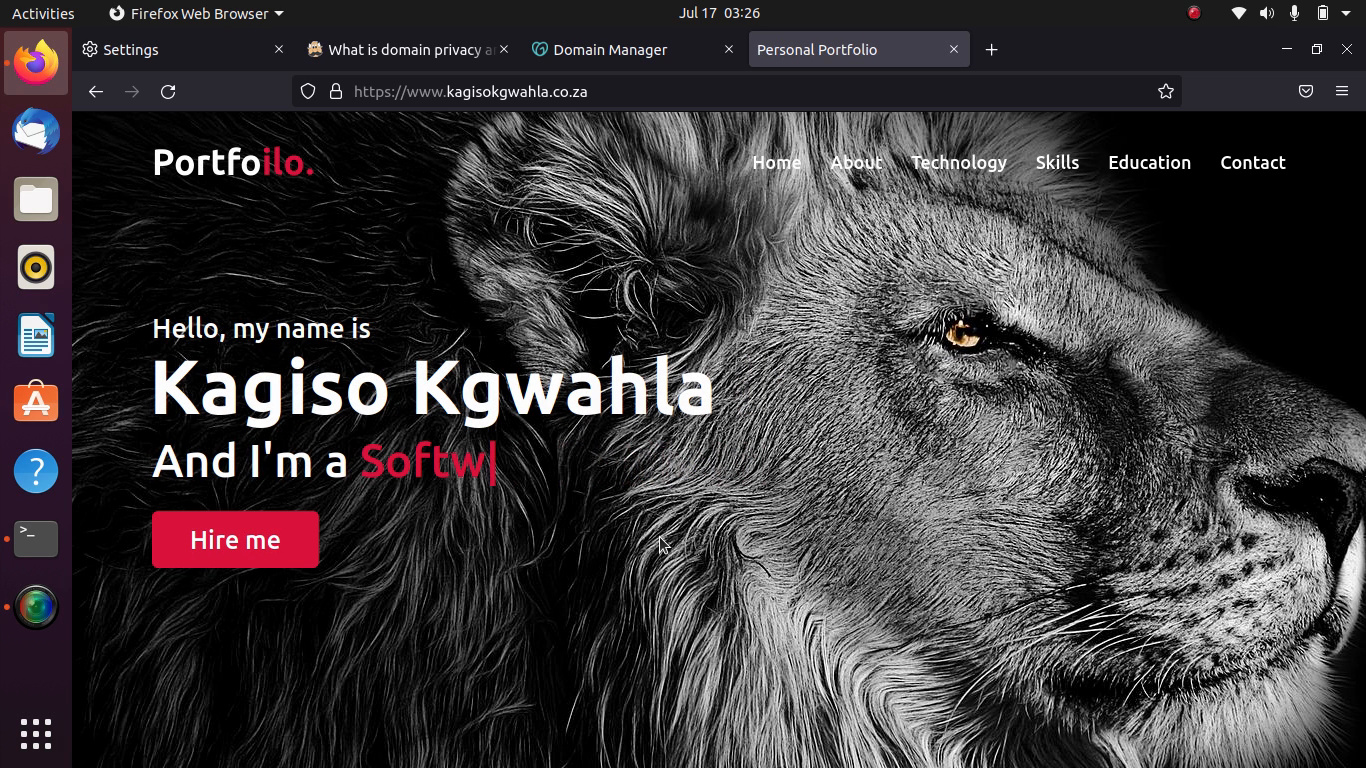 Activities Firefox Web Browser Jul 17 03:26
Settings What is domain privacy ar Domain Manager Personal Portfolio
https://www.kagisokgwahla.co.za
Portfoilo. Home About Technology Skills Education Contact
Hello, my name is
Kagiso Kgwahla
And I'm a Softw|
Hire me